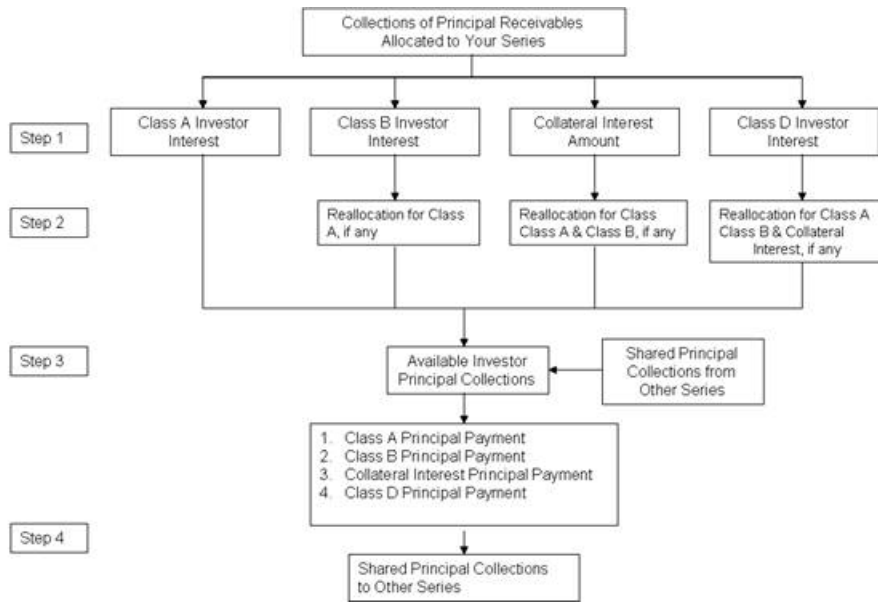 Collections of Principal Receivables
Allocated to Your Series
Step 1
Class A Investor
Interest
Class B Investor
Interest
Collateral Interest
Amount
Class D Investor
Interest
Step 2
Reallocation for Class
A, if any
Reallocation for Class
Class A & Class B, if any
Reallocation for Class A
Class B & Collateral
Interest, if any
Step 3
Available Investor
Principal Collections
Shared Principal
Collections from
Other Series
1. Class A Principal Payment
2. Class B Principal Payment
3. Collateral Interest Principal Payment
4. Class D Principal Payment
Step 4
Shared Principal Collections
to Other Series